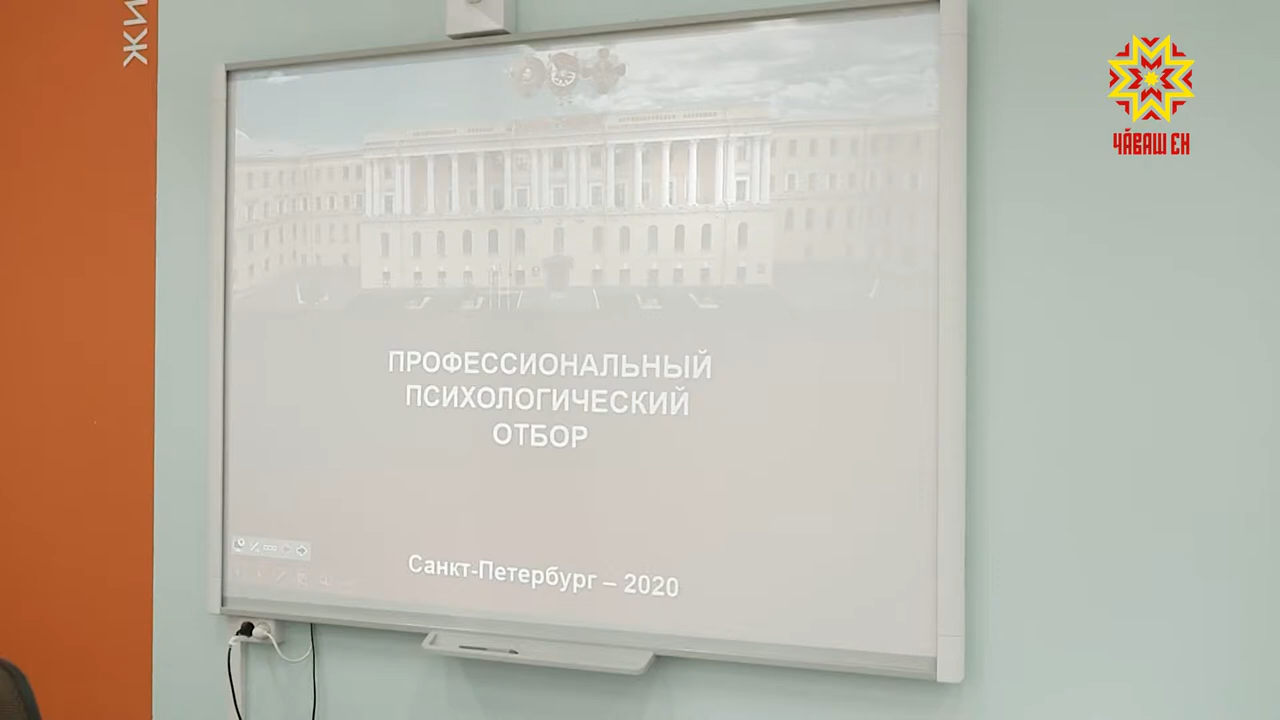 ЖИ
ЧӐВАШ ЕН
ПРОФЕССИОНАЛЬНЫЙ
ПСИХОЛОГИЧЕСКИЙ
ОТБОР
Санкт-Петербург – 2020